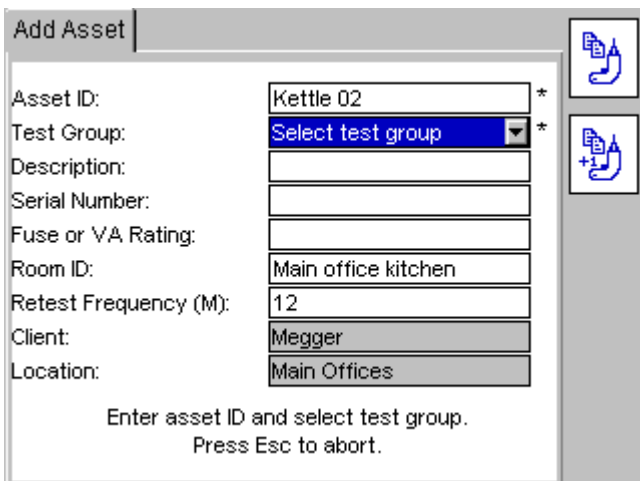 Add Asset
Asset ID: Kettle 02 *
Test Group: Select test group *
Description:
Serial Number:
Fuse or VA Rating:
Room ID: Main office kitchen
Retest Frequency (M): 12
Client: Megger
Location: Main Offices
+1
Enter asset ID and select test group.
Press Esc to abort.